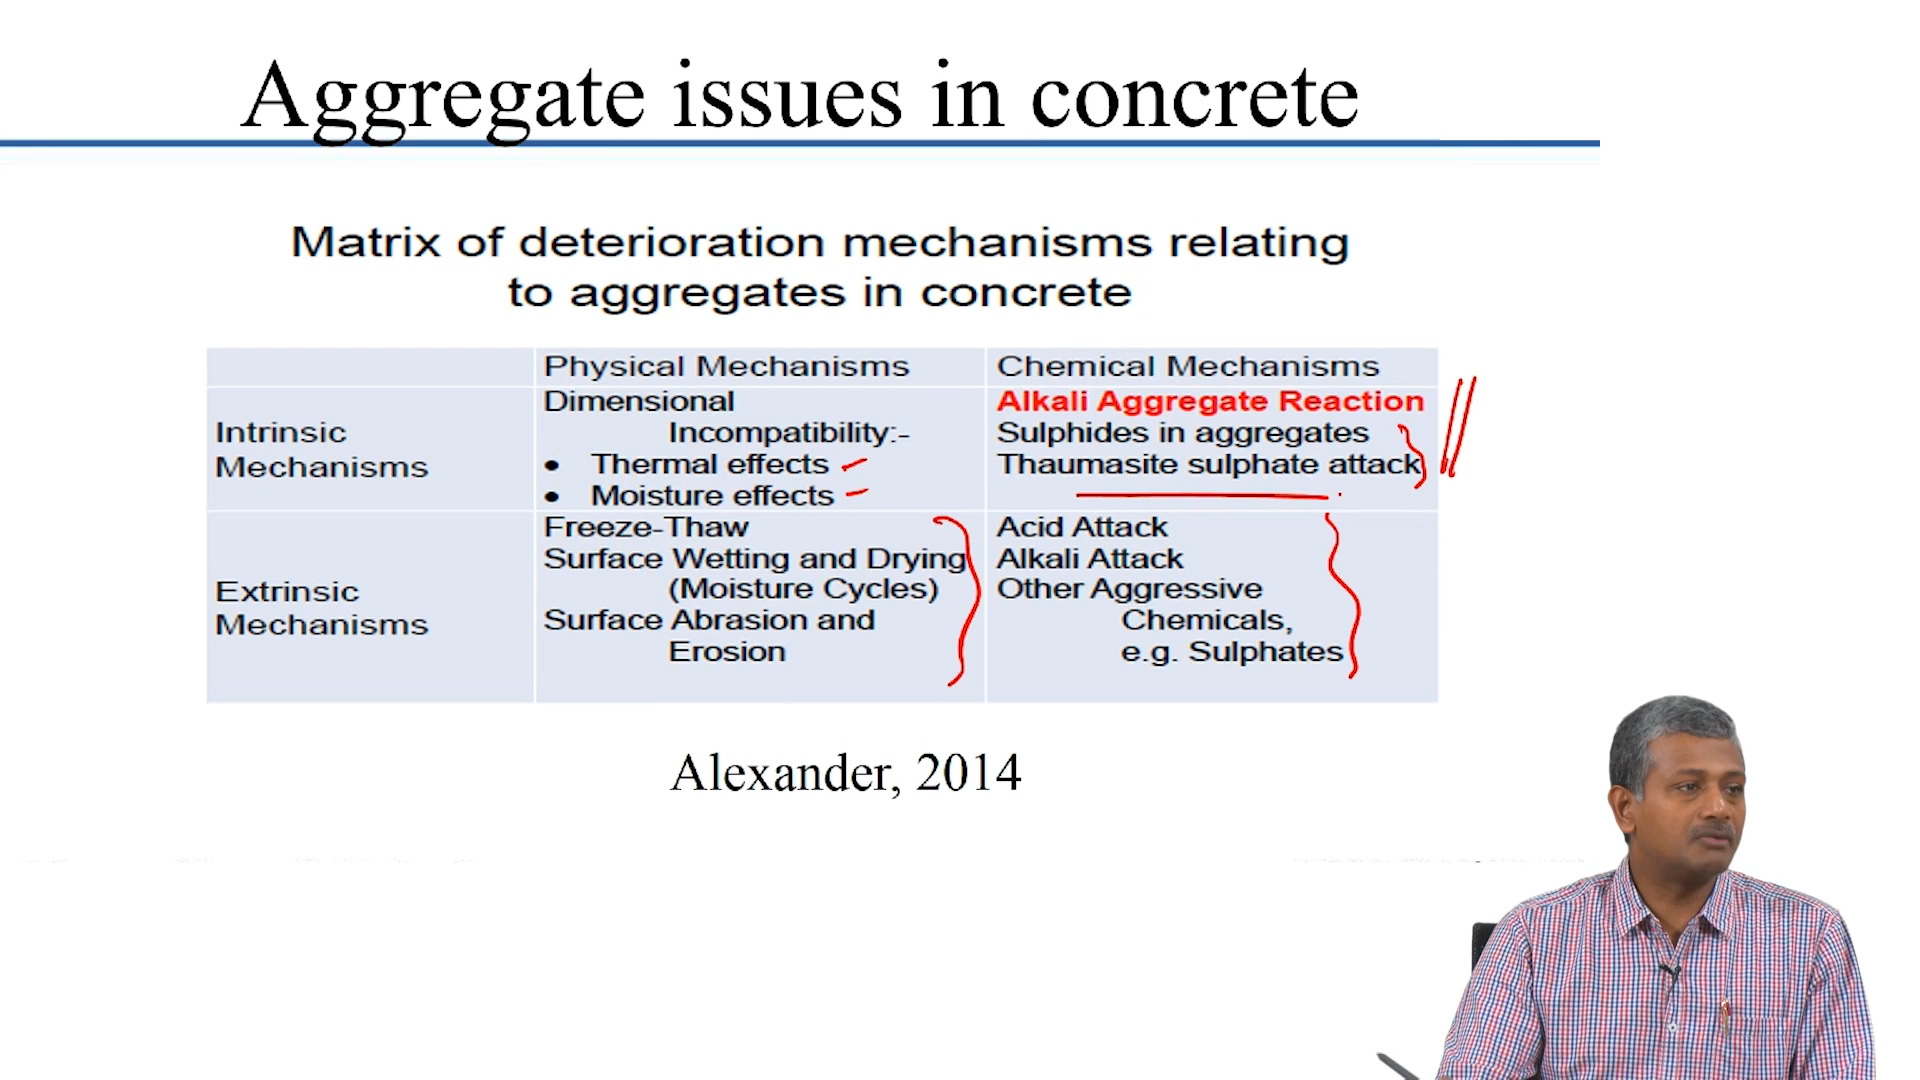 Aggregate issues in concrete
Matrix of deterioration mechanisms relating
to aggregates in concrete
Physical Mechanisms
Chemical Mechanisms
Intrinsic
Mechanisms
Dimensional
Incompatibility:-
• Thermal effects
• Moisture effects
Alkali Aggregate Reaction
Sulphides in aggregates
Thaumasite sulphate attack
Extrinsic
Mechanisms
Freeze-Thaw
Surface Wetting and Drying
(Moisture Cycles)
Surface Abrasion and
Erosion
Acid Attack
Alkali Attack
Other Aggressive
Chemicals,
e.g. Sulphates
Alexander, 2014